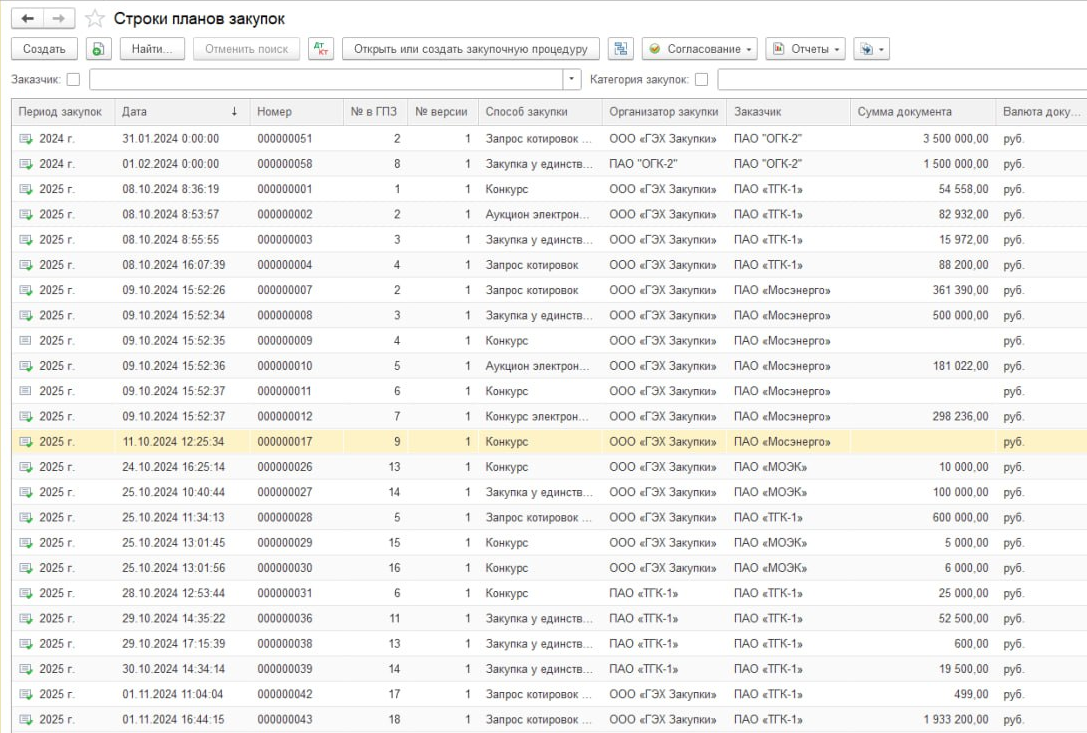 Строки планов закупок
Создать Найти... Отменить поиск Дт Кт Открыть или создать закупочную процедуру Согласование Отчеты
Заказчик: Категория закупок:
Период закупок Дата ↓ Номер № в ГПЗ № версии Способ закупки Организатор закупки Заказчик Сумма документа Валюта доку...
2024 г. 31.01.2024 0:00:00 000000051 2 1 Запрос котировок ... ООО «ГЭХ Закупки» ПАО "ОГК-2" 3 500 000,00 руб.
2024 г. 01.02.2024 0:00:00 000000058 8 1 Закупка у единств... ПАО "ОГК-2" ПАО "ОГК-2" 1 500 000,00 руб.
2025 г. 08.10.2024 8:36:19 000000001 1 1 Конкурс ООО «ГЭХ Закупки» ПАО «ТГК-1» 54 558,00 руб.
2025 г. 08.10.2024 8:53:57 000000002 2 1 Аукцион электрон... ООО «ГЭХ Закупки» ПАО «ТГК-1» 82 932,00 руб.
2025 г. 08.10.2024 8:55:55 000000003 3 1 Закупка у единств... ООО «ГЭХ Закупки» ПАО «ТГК-1» 15 972,00 руб.
2025 г. 08.10.2024 16:07:39 000000004 4 1 Запрос котировок ООО «ГЭХ Закупки» ПАО «ТГК-1» 88 200,00 руб.
2025 г. 09.10.2024 15:52:26 000000007 2 1 Запрос котировок ООО «ГЭХ Закупки» ПАО «Мосэнерго» 361 390,00 руб.
2025 г. 09.10.2024 15:52:34 000000008 3 1 Закупка у единств... ООО «ГЭХ Закупки» ПАО «Мосэнерго» 500 000,00 руб.
2025 г. 09.10.2024 15:52:35 000000009 4 1 Конкурс ООО «ГЭХ Закупки» ПАО «Мосэнерго» руб.
2025 г. 09.10.2024 15:52:36 000000010 5 1 Аукцион электрон... ООО «ГЭХ Закупки» ПАО «Мосэнерго» 181 022,00 руб.
2025 г. 09.10.2024 15:52:37 000000011 6 1 Конкурс ООО «ГЭХ Закупки» ПАО «Мосэнерго» руб.
2025 г. 09.10.2024 15:52:37 000000012 7 1 Конкурс электрон... ООО «ГЭХ Закупки» ПАО «Мосэнерго» 298 236,00 руб.
2025 г. 11.10.2024 12:25:34 000000017 9 1 Конкурс ООО «ГЭХ Закупки» ПАО «Мосэнерго» руб.
2025 г. 24.10.2024 16:25:14 000000026 13 1 Конкурс ООО «ГЭХ Закупки» ПАО «МОЭК» 10 000,00 руб.
2025 г. 25.10.2024 10:40:44 000000027 14 1 Закупка у единств... ООО «ГЭХ Закупки» ПАО «МОЭК» 100 000,00 руб.
2025 г. 25.10.2024 11:34:13 000000028 5 1 Запрос котировок ... ООО «ГЭХ Закупки» ПАО «ТГК-1» 600 000,00 руб.
2025 г. 25.10.2024 13:01:45 000000029 15 1 Конкурс ООО «ГЭХ Закупки» ПАО «МОЭК» 5 000,00 руб.
2025 г. 25.10.2024 13:01:56 000000030 16 1 Конкурс ООО «ГЭХ Закупки» ПАО «МОЭК» 6 000,00 руб.
2025 г. 28.10.2024 12:53:44 000000031 6 1 Конкурс ПАО «ТГК-1» ПАО «ТГК-1» 25 000,00 руб.
2025 г. 29.10.2024 14:35:22 000000036 11 1 Закупка у единств... ПАО «ТГК-1» ПАО «ТГК-1» 52 500,00 руб.
2025 г. 29.10.2024 17:15:39 000000038 13 1 Закупка у единств... ПАО «ТГК-1» ПАО «ТГК-1» 600,00 руб.
2025 г. 30.10.2024 14:34:14 000000039 14 1 Закупка у единств... ПАО «ТГК-1» ПАО «ТГК-1» 19 500,00 руб.
2025 г. 01.11.2024 11:04:04 000000042 17 1 Запрос котировок ... ООО «ГЭХ Закупки» ПАО «ТГК-1» 499,00 руб.
2025 г. 01.11.2024 16:44:15 000000043 18 1 Запрос котировок ... ООО «ГЭХ Закупки» ПАО «ТГК-1» 1 933 200,00 руб.